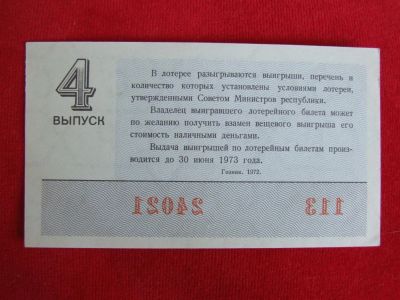 4
ВЫПУСК
В лотерее разыгрываются выигрыши, перечень и
количество которых установлены условиями лотереи,
утвержденными Советом Министров республики.
Владелец выигравшего лотерейного билета может
по желанию получить взамен вещевого выигрыша его
стоимость наличными деньгами.
Выдача выигрышей по лотерейным билетам произ-
водится до 30 июня 1973 года.
Гознак. 1972.
24021 113